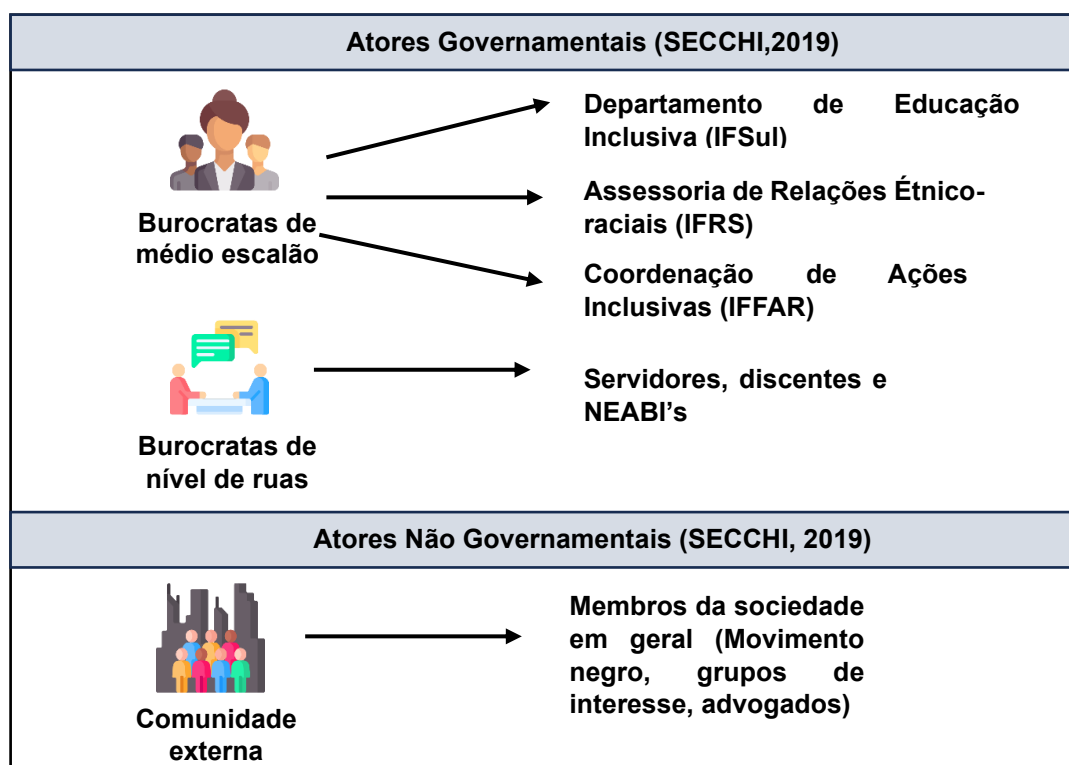 Atores Governamentais (SECCHI,2019)
Burocratas de
médio escalão
Departamento de Educação
Inclusiva (IFSul)
Assessoria de Relações Étnico-
raciais (IFRS)
Coordenação de Ações
Inclusivas (IFFAR)
Burocratas de
nível de ruas
Servidores, discentes e
NEABI's
Atores Não Governamentais (SECCHI, 2019)
Comunidade
externa
Membros da sociedade
em geral (Movimento
negro, grupos de
interesse, advogados)